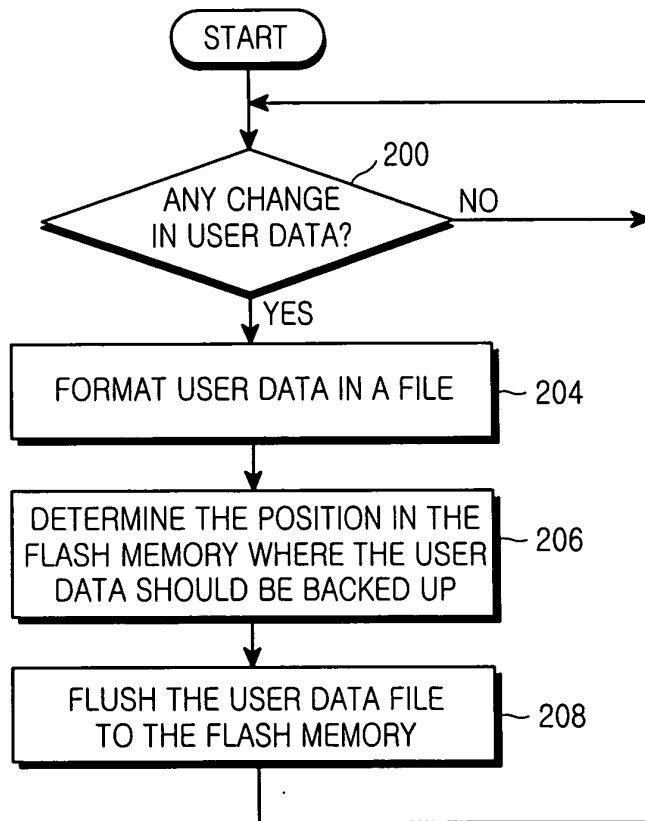 START
200
ANY CHANGE
IN USER DATA?
NO
YES
FORMAT USER DATA IN A FILE
204
DETERMINE THE POSITION IN THE
FLASH MEMORY WHERE THE USER
DATA SHOULD BE BACKED UP
206
FLUSH THE USER DATA FILE
TO THE FLASH MEMORY
208